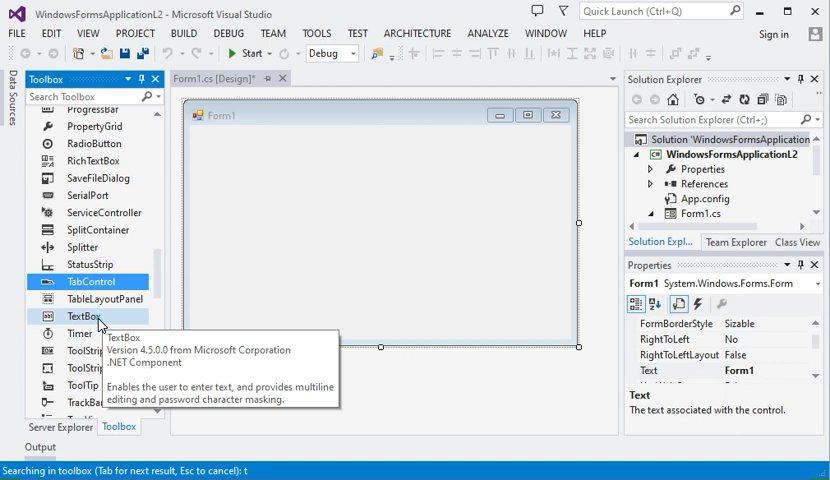 WindowsFormsApplicationL2 - Microsoft Visual Studio
Quick Launch (Ctrl+Q)
FILE EDIT VIEW PROJECT BUILD DEBUG TEAM TOOLS TEST ARCHITECTURE ANALYZE WINDOW HELP
Sign in
Start Debug
Data Sources
Toolbox
Search Toolbox
ProgressBar
PropertyGrid
RadioButton
RichTextBox
SaveFileDialog
SerialPort
ServiceController
SplitContainer
Splitter
StatusStrip
TabControl
TableLayoutPanel
TextBox
Timer
ToolStrip
ToolStrip
ToolTip
TrackBar
Server Explorer Toolbox
Output
Form1.cs [Design]*
Form1
TextBox
Version 4.5.0.0 from Microsoft Corporation
.NET Component
Enables the user to enter text, and provides multiline
editing and password character masking.
Solution Explorer
Search Solution Explorer (Ctrl+;)
Solution 'WindowsFormsApplication
WindowsFormsApplicationL2
Properties
References
App.config
Form1.cs
Solution Expl... Team Explorer Class View
Properties
Form1 System.Windows.Forms.Form
FormBorderStyle Sizable
RightToLeft No
RightToLeftLayout False
Text Form1
Text
The text associated with the control.
Searching in toolbox (Tab for next result, Esc to cancel): t